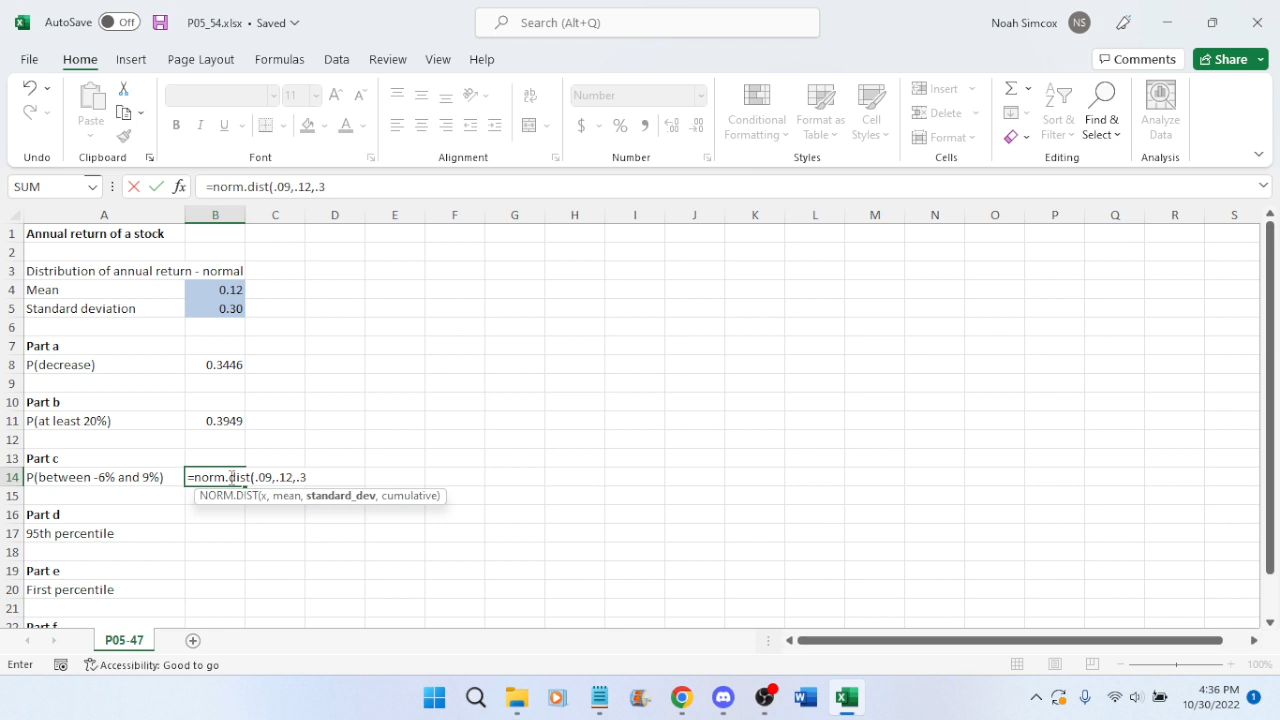 AutoSave Off P05_54.xlsx • Saved Search (Alt+Q) Noah Simcox NS
File Home Insert Page Layout Formulas Data Review View Help Comments Share
11 Number Insert
Paste Conditional Formatting Format as Table Cell Styles Delete Sort & Filter Find & Select Analyze Data
B I U $ % , Format
Undo Clipboard Font Alignment Number Styles Cells Editing Analysis
SUM fx =norm.dist(.09,.12,.3
A B C D E F G H I J K L M N O P Q R S
1 Annual return of a stock
2
3 Distribution of annual return - normal
4 Mean 0.12
5 Standard deviation 0.30
6
7 Part a
8 P(decrease) 0.3446
9
10 Part b
11 P(at least 20%) 0.3949
12
13 Part c
14 P(between -6% and 9%) =norm.dist(.09,.12,.3
15 NORM.DIST(x, mean, standard_dev, cumulative)
16 Part d
17 95th percentile
18
19 Part e
20 First percentile
21
22 Part f
P05-47
Enter Accessibility: Good to go 100%
4:36 PM
10/30/2022 1